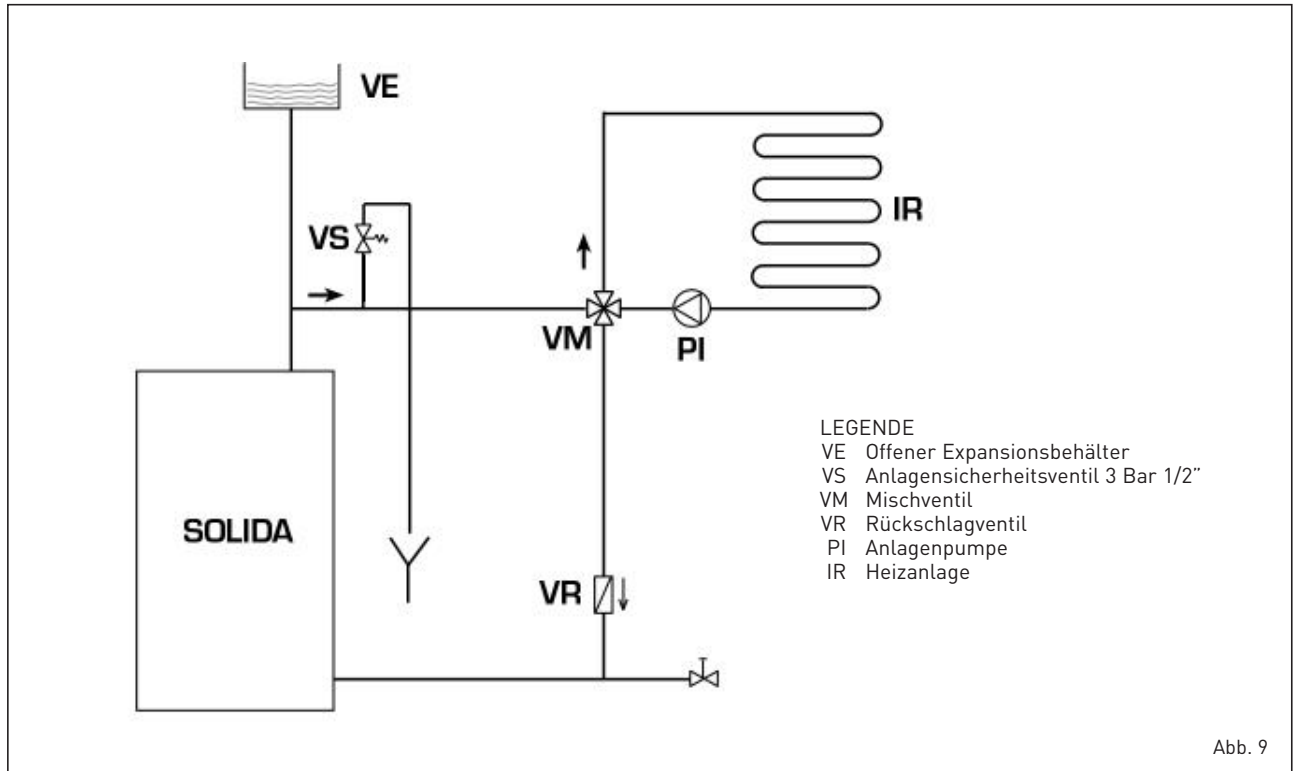 VE
VS
IR
VM
PI
SOLIDA
VR
LEGENDE
VE Offener Expansionsbehälter
VS Anlagensicherheitsventil 3 Bar 1/2”
VM Mischventil
VR Rückschlagventil
PI Anlagenpumpe
IR Heizanlage
Abb. 9